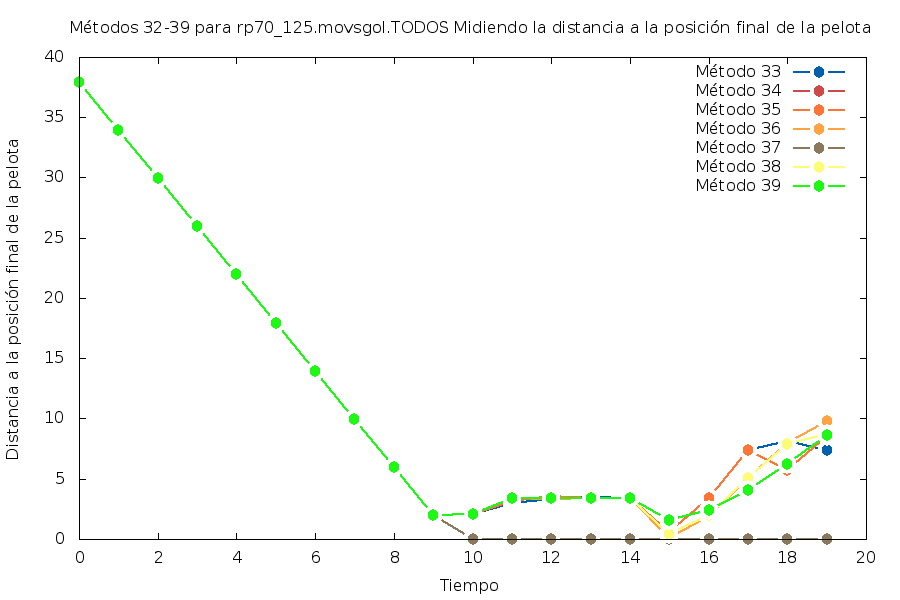 Métodos 32-39 para rp70_125.movsgol.TODOS Midiendo la distancia a la posición final de la pelota
Distancia a la posición final de la pelota
40
35
30
25
20
15
10
5
0
Método 33
Método 34
Método 35
Método 36
Método 37
Método 38
Método 39
0 2 4 6 8 10 12 14 16 18 20
Tiempo